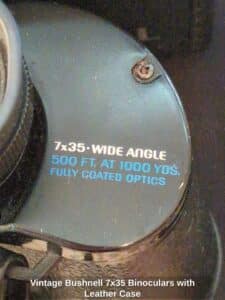 7x35·WIDE ANGLE
500 FT. AT 1000 YDS.
FULLY COATED OPTICS
Vintage Bushnell 7x35 Binoculars with
Leather Case